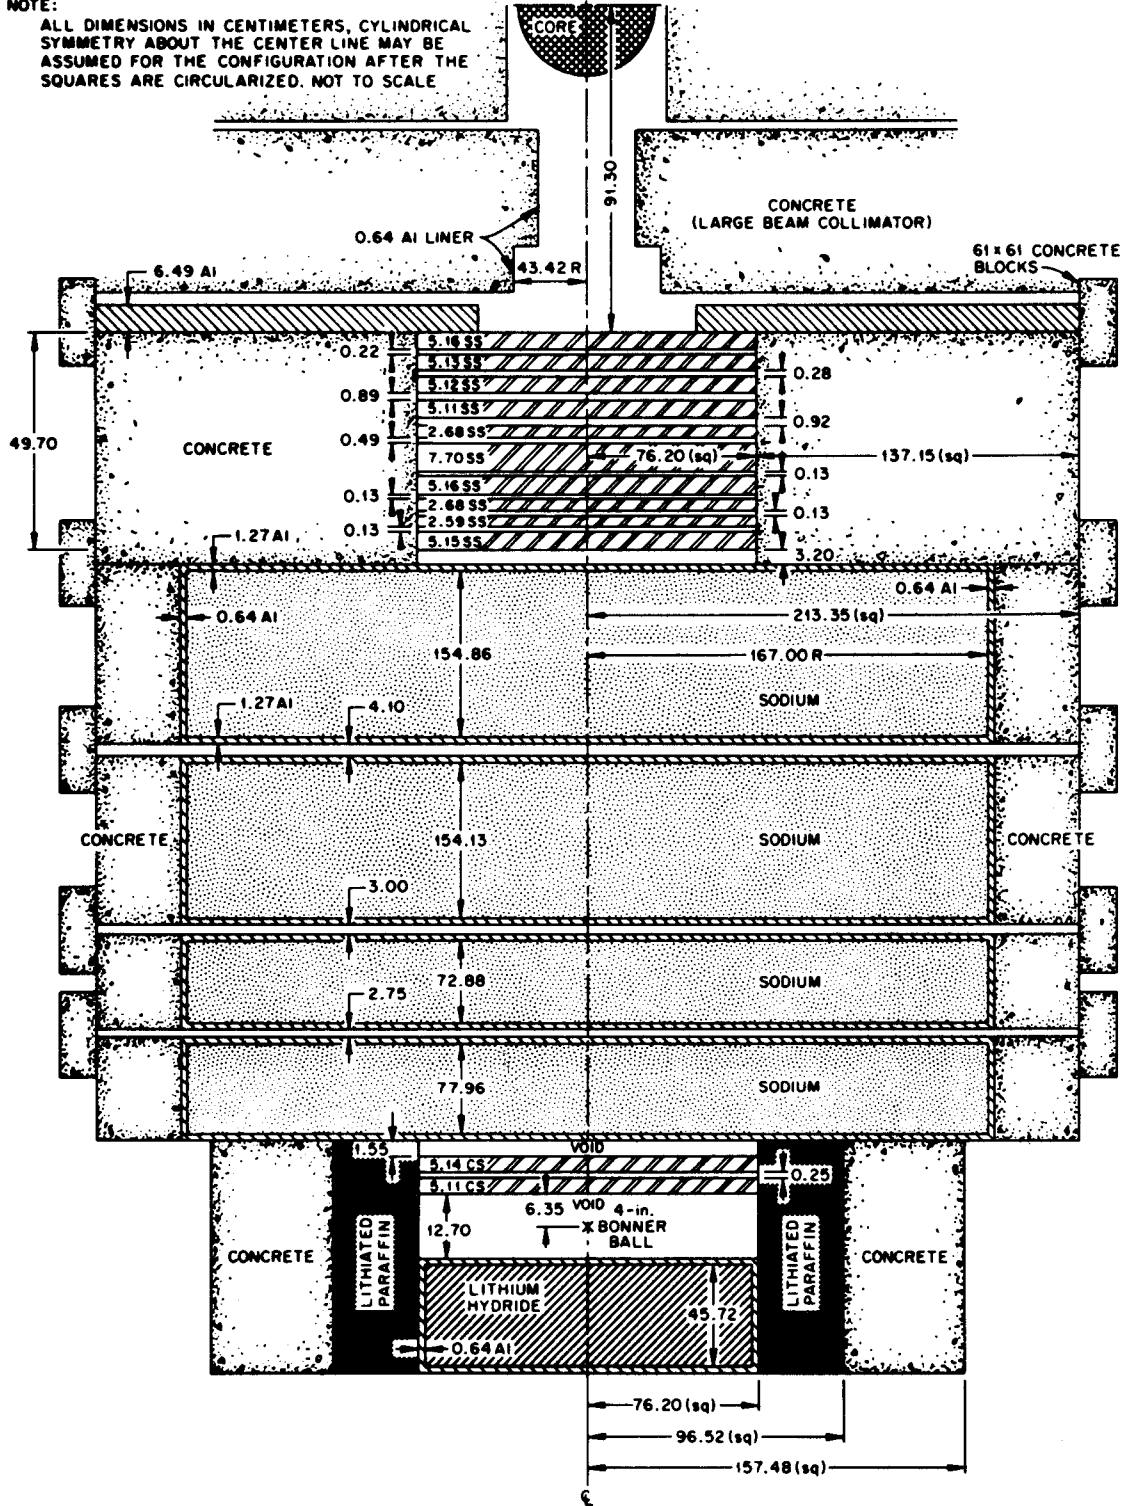 NOTE:
ALL DIMENSIONS IN CENTIMETERS, CYLINDRICAL
SYMMETRY ABOUT THE CENTER LINE MAY BE
ASSUMED FOR THE CONFIGURATION AFTER THE
SQUARES ARE CIRCULARIZED. NOT TO SCALE
CORE
91.30
CONCRETE
(LARGE BEAM COLLIMATOR)
0.64 Al LINER
43.42 R
61 x 61 CONCRETE
BLOCKS
6.49 Al
5.16 SS
0.22
5.13 SS
0.28
5.12 SS
0.89
5.11 SS
0.92
2.68 SS
49.70
CONCRETE
0.49
7.70 SS
76.20 (sq)
137.15 (sq)
0.13
5.16 SS
0.13
2.68 SS
0.13
2.59 SS
0.13
5.15 SS
3.20
1.27 Al
0.64 Al
0.64 Al
213.35 (sq)
154.86
167.00 R
SODIUM
1.27 Al
4.10
CONCRETE
154.13
SODIUM
CONCRETE
3.00
72.88
SODIUM
2.75
77.96
SODIUM
VOID
1.55
5.14 CS
0.25
5.11 CS
6.35
VOID
4-in.
BONNER
BALL
12.70
CONCRETE
LITHIATED
PARAFFIN
LITHIUM
HYDRIDE
45.72
LITHIATED
PARAFFIN
CONCRETE
0.64 Al
76.20 (sq)
96.52 (sq)
157.48 (sq)
℄